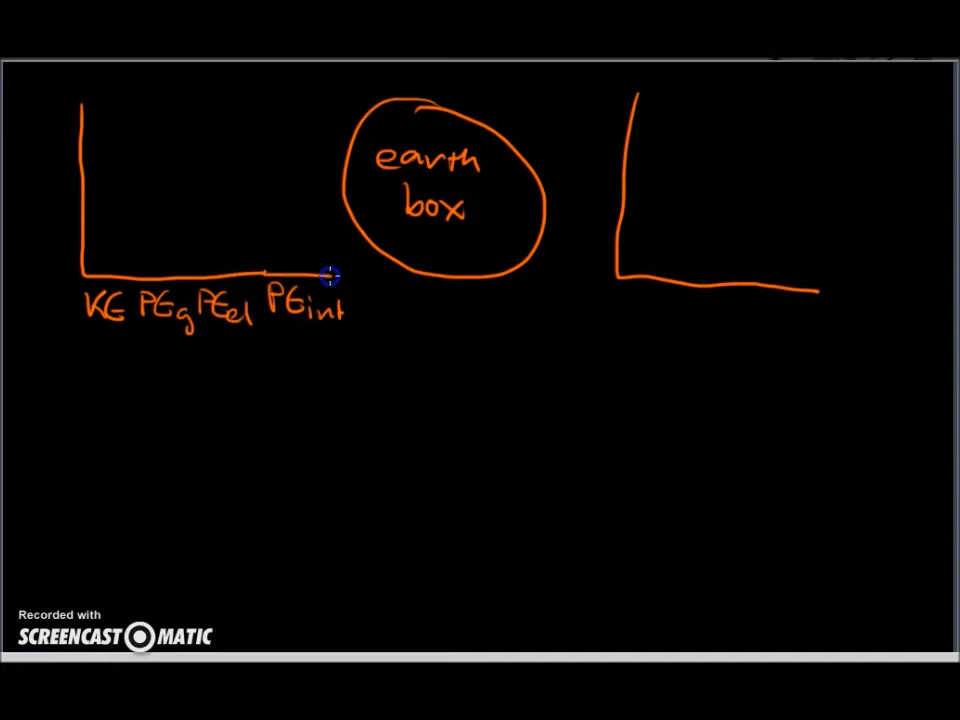 earth
box
KE PEg PEel PEint
Recorded with
SCREENCAST MATIC